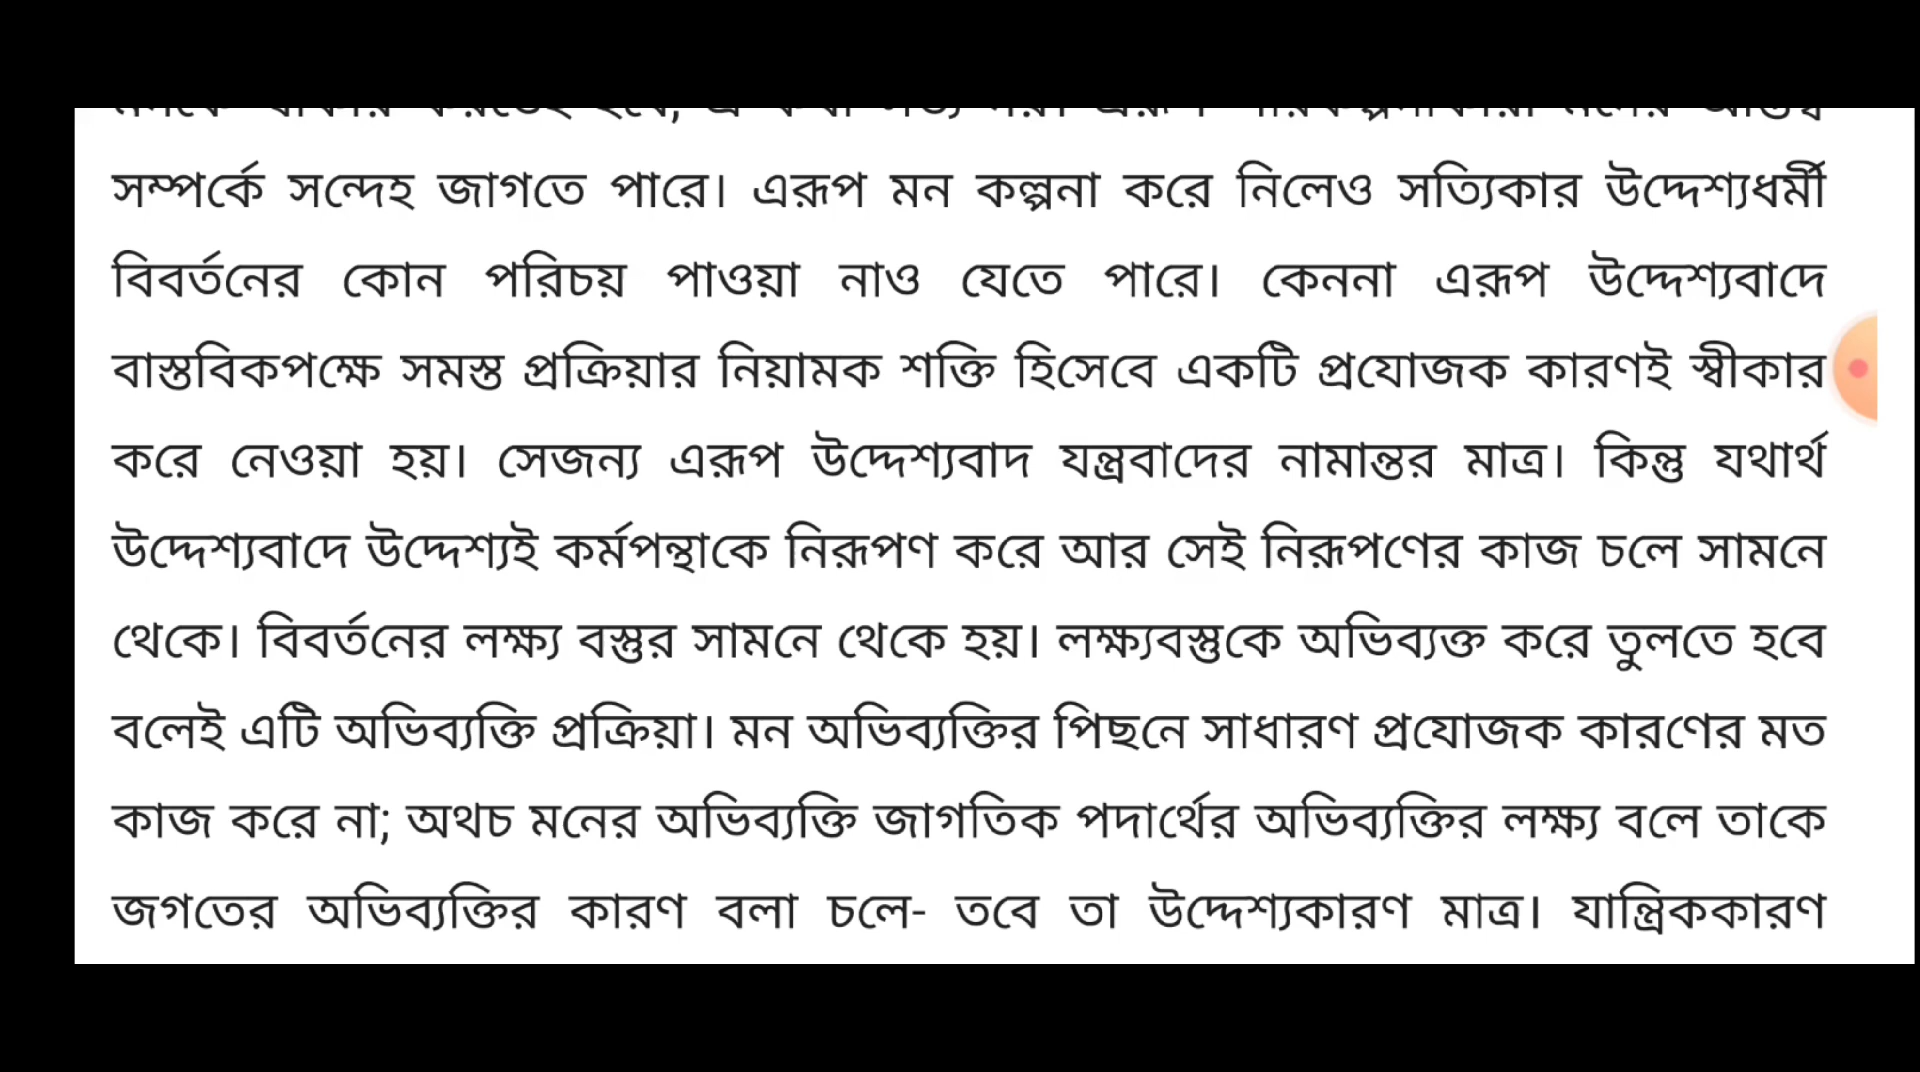 সম্পর্কে সন্দেহ জাগতে পারে। এরূপ মন কল্পনা করে নিলেও সত্যিকার উদ্দেশ্যধর্মী
বিবর্তনের কোন পরিচয় পাওয়া নাও যেতে পারে। কেননা এরূপ উদ্দেশ্যবাদে
বাস্তবিকপক্ষে সমস্ত প্রক্রিয়ার নিয়ামক শক্তি হিসেবে একটি প্রযোজক কারণই স্বীকার
করে নেওয়া হয়। সেজন্য এরূপ উদ্দেশ্যবাদ যন্ত্রবাদের নামান্তর মাত্র। কিন্তু যথার্থ
উদ্দেশ্যবাদে উদ্দেশ্যই কর্মপন্থাকে নিরূপণ করে আর সেই নিরূপণের কাজ চলে সামনে
থেকে। বিবর্তনের লক্ষ্য বস্তুর সামনে থেকে হয়। লক্ষ্যবস্তুকে অভিব্যক্ত করে তুলতে হবে
বলেই এটি অভিব্যক্তি প্রক্রিয়া। মন অভিব্যক্তির পিছনে সাধারণ প্রযোজক কারণের মত
কাজ করে না; অথচ মনের অভিব্যক্তি জাগতিক পদার্থের অভিব্যক্তির লক্ষ্য বলে তাকে
জগতের অভিব্যক্তির কারণ বলা চলে- তবে তা উদ্দেশ্যকারণ মাত্র। যান্ত্রিককারণ